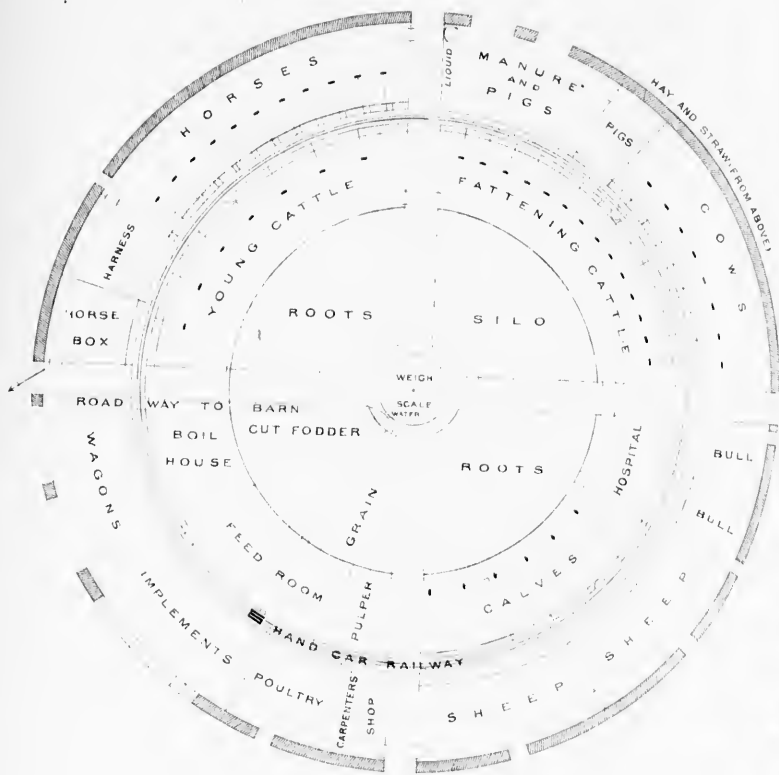 HORSES
LIQUID
MANURE
AND
PIGS
PIGS
HAY AND STRAW (FROM ABOVE)
COWS
HARNESS
YOUNG CATTLE
FATTENING CATTLE
HORSE
BOX
ROOTS
SILO
WEIGH
SCALE
WATER
ROAD WAY TO BARN
BOIL
HOUSE
CUT FODDER
WAGONS
ROOTS
HOSPITAL
BULL
BULL
GRAIN
FEED ROOM
PULPER
CALVES
IMPLEMENTS
HAND CAR RAILWAY
POULTRY
CARPENTERS'
SHOP
SHEEP
SHEEP